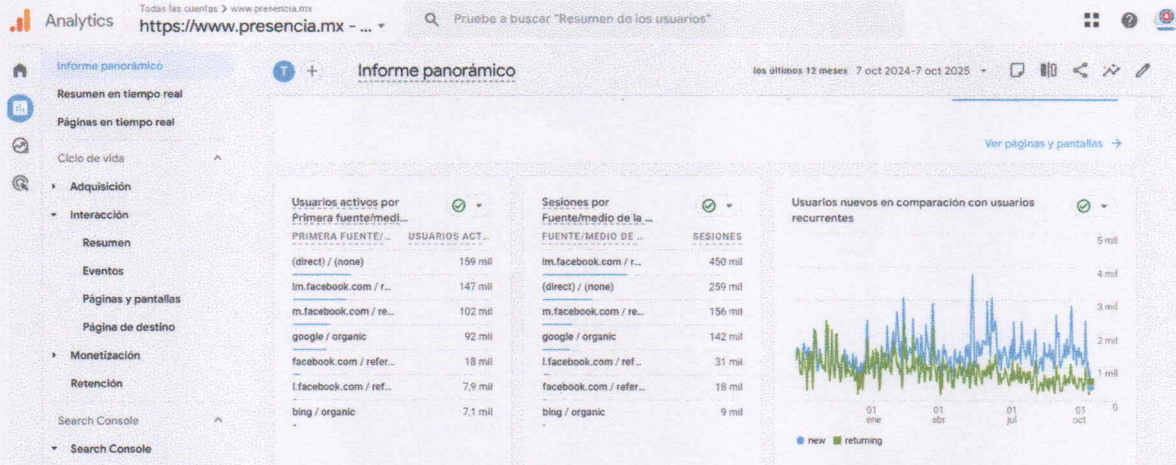 Todas las cuentas > www.presencia.mx
Analytics
https://www.presencia.mx - ...
Pruebe a buscar "Resumen de los usuarios"
Informe panorámico
Resumen en tiempo real
Páginas en tiempo real
Ciclo de vida
Adquisición
Interacción
Resumen
Eventos
Páginas y pantallas
Página de destino
Monetización
Retención
Search Console
Search Console
T +
Informe panorámico
los últimos 12 meses 7 oct 2024-7 oct 2025
Ver páginas y pantallas →
Usuarios activos por
Primera fuente/medi...
PRIMERA FUENTE/... USUARIOS ACT...
(direct) / (none) 159 mil
lm.facebook.com / r... 147 mil
m.facebook.com / re... 102 mil
google / organic 92 mil
facebook.com / refer... 18 mil
l.facebook.com / ref... 7,9 mil
bing / organic 7,1 mil
Sesiones por
Fuente/medio de la ...
FUENTE/MEDIO DE ... SESIONES
lm.facebook.com / r... 450 mil
(direct) / (none) 259 mil
m.facebook.com / re... 156 mil
google / organic 142 mil
l.facebook.com / ref... 31 mil
facebook.com / refer... 18 mil
bing / organic 9 mil
Usuarios nuevos en comparación con usuarios
recurrentes
5 mil
4 mil
3 mil
2 mil
1 mil
0
01 ene
01 abr
01 jul
01 oct
new returning